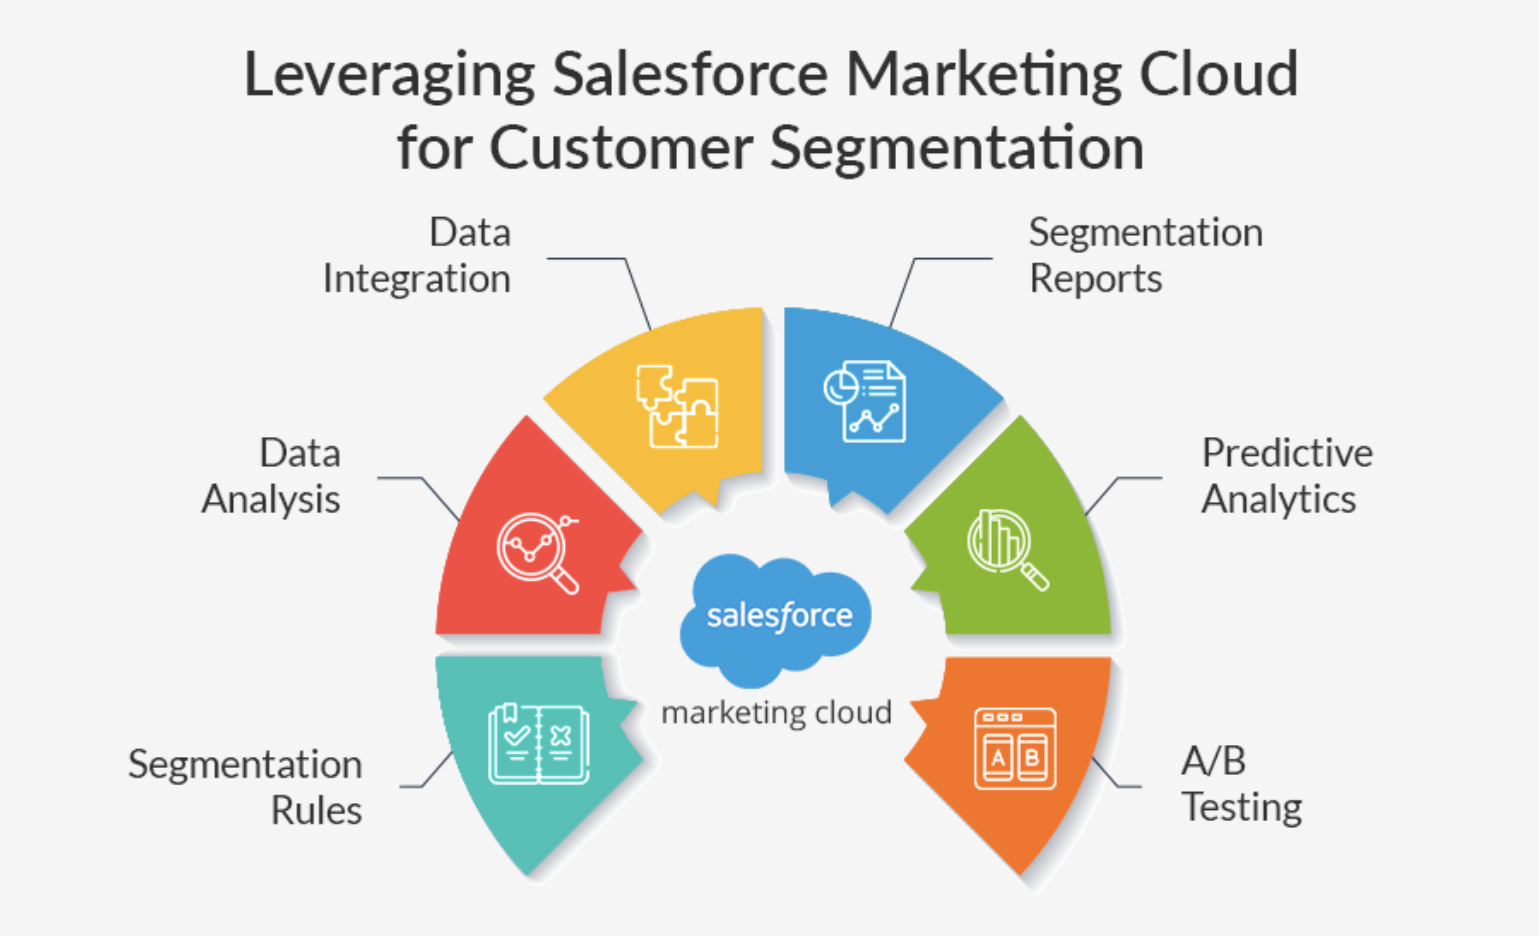 Leveraging Salesforce Marketing Cloud
for Customer Segmentation
Data
Integration
Segmentation
Reports
Data
Analysis
Predictive
Analytics
salesforce
marketing cloud
Segmentation
Rules
A B
A/B
Testing